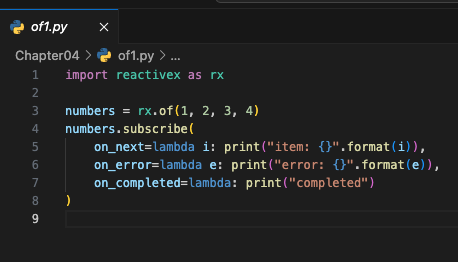 of1.py ×
Chapter04 > of1.py > ...
1 import reactivex as rx
2
3 numbers = rx.of(1, 2, 3, 4)
4 numbers.subscribe(
5     on_next=lambda i: print("item: {}".format(i)),
6     on_error=lambda e: print("error: {}".format(e)),
7     on_completed=lambda: print("completed")
8 )
9